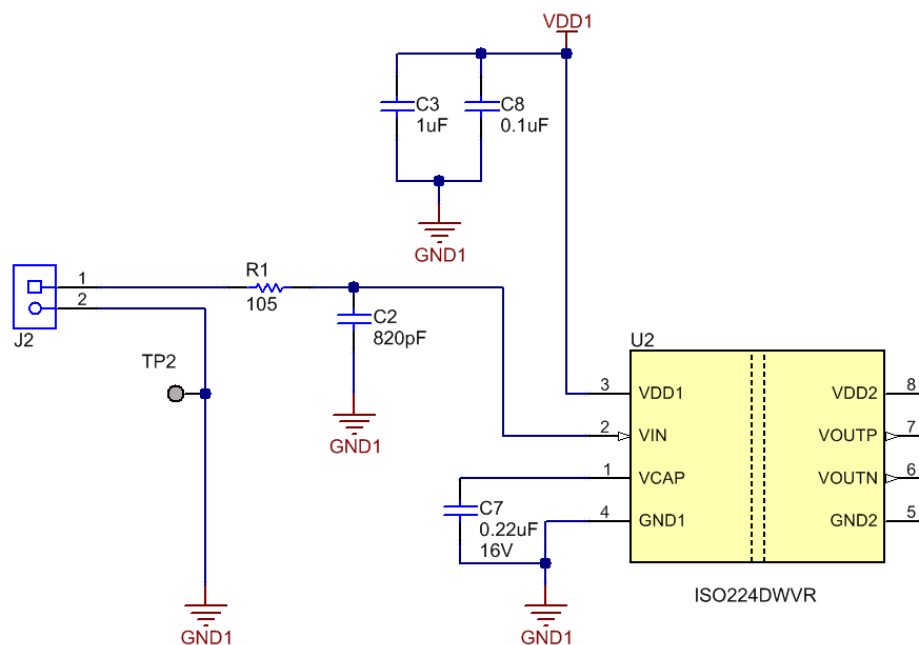 VDD1
C3
1uF
C8
0.1uF
GND1
J2
1
2
R1
105
C2
820pF
GND1
TP2
GND1
U2
3
VDD1
VDD2
8
2
VIN
VOUTP
7
1
VCAP
VOUTN
6
4
GND1
GND2
5
C7
0.22uF
16V
GND1
ISO224DWVR